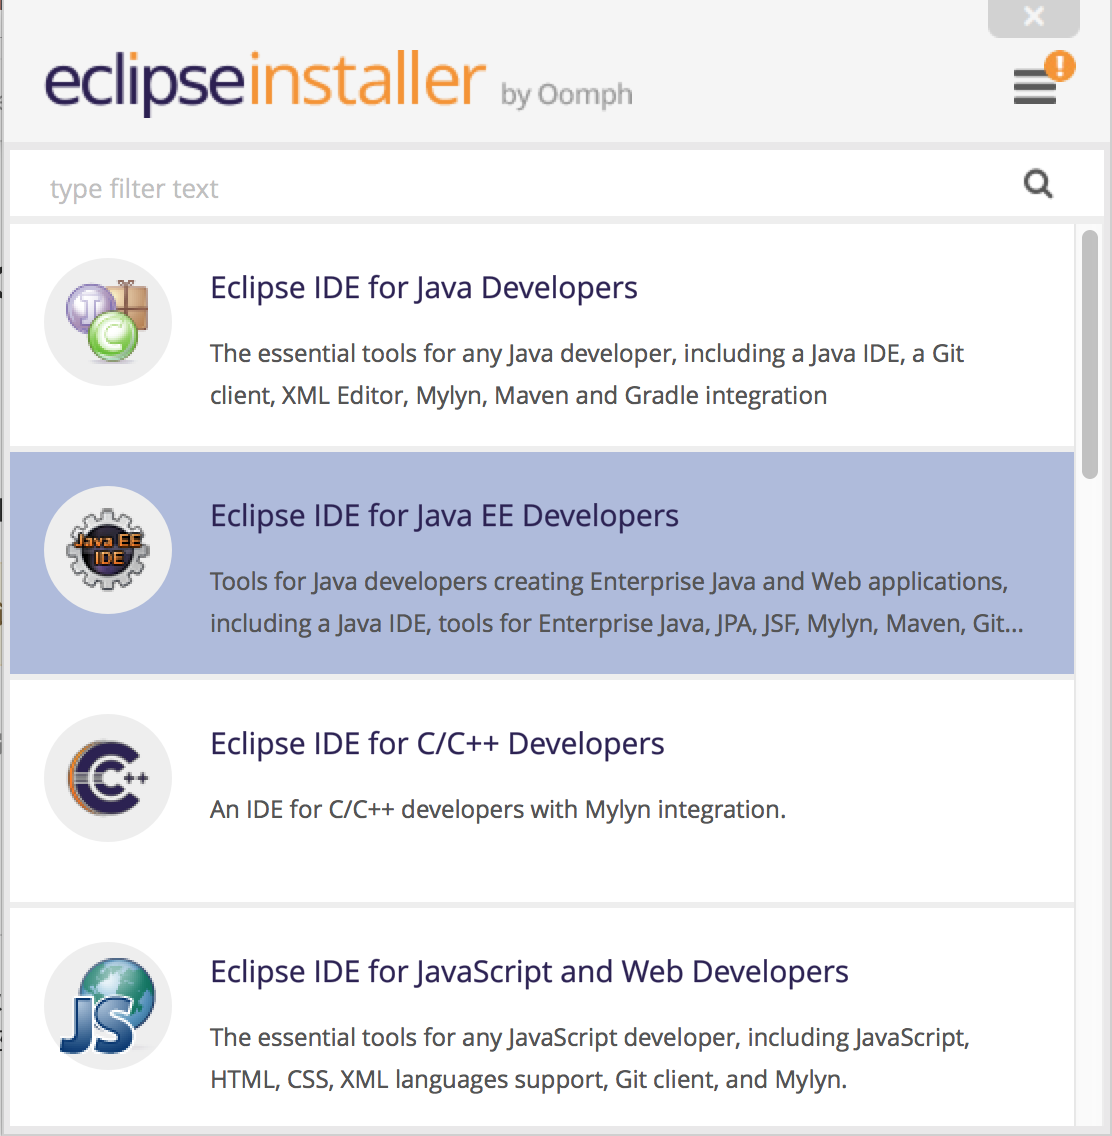 eclipseinstaller by Oomph
type filter text
Eclipse IDE for Java Developers
The essential tools for any Java developer, including a Java IDE, a Git
client, XML Editor, Mylyn, Maven and Gradle integration
Java EE
IDE
Eclipse IDE for Java EE Developers
Tools for Java developers creating Enterprise Java and Web applications,
including a Java IDE, tools for Enterprise Java, JPA, JSF, Mylyn, Maven, Git...
C++
Eclipse IDE for C/C++ Developers
An IDE for C/C++ developers with Mylyn integration.
JS
Eclipse IDE for JavaScript and Web Developers
The essential tools for any JavaScript developer, including JavaScript,
HTML, CSS, XML languages support, Git client, and Mylyn.